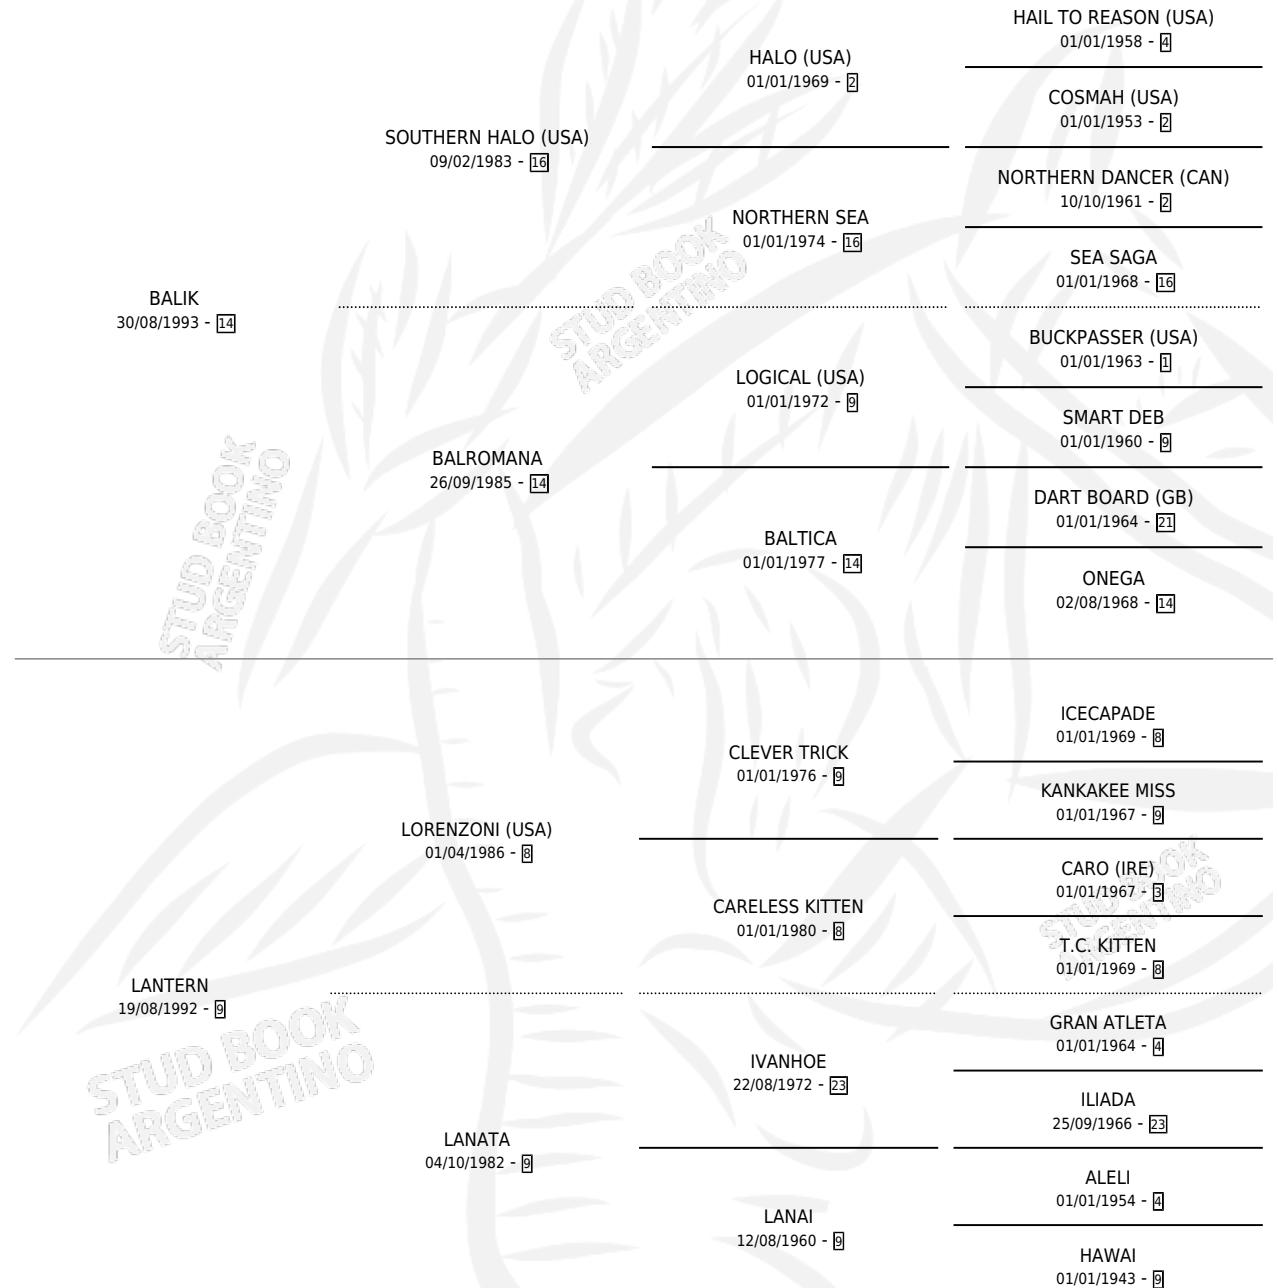 HAIL TO REASON (USA)
01/01/1958 - 4
HALO (USA)
01/01/1969 - 2
COSMAH (USA)
01/01/1953 - 2
SOUTHERN HALO (USA)
09/02/1983 - 16
NORTHERN DANCER (CAN)
10/10/1961 - 2
NORTHERN SEA
01/01/1974 - 16
SEA SAGA
01/01/1968 - 16
BALIK
30/08/1993 - 14
BUCKPASSER (USA)
01/01/1963 - 1
LOGICAL (USA)
01/01/1972 - 9
SMART DEB
01/01/1960 - 9
BALROMANA
26/09/1985 - 14
DART BOARD (GB)
01/01/1964 - 21
BALTICA
01/01/1977 - 14
ONEGA
02/08/1968 - 14
ICECAPADE
01/01/1969 - 8
CLEVER TRICK
01/01/1976 - 9
KANKAKEE MISS
01/01/1967 - 9
LORENZONI (USA)
01/04/1986 - 8
CARO (IRE)
01/01/1967 - 3
CARELESS KITTEN
01/01/1980 - 8
T.C. KITTEN
01/01/1969 - 8
LANTERN
19/08/1992 - 9
GRAN ATLETA
01/01/1964 - 4
IVANHOE
22/08/1972 - 23
ILIADA
25/09/1966 - 23
LANATA
04/10/1982 - 9
ALELI
01/01/1954 - 4
LANAI
12/08/1960 - 9
HAWAI
01/01/1943 - 9
STUD BOOK
ARGENTINO
STUD BOOK
ARGENTINO
STUD BOOK
ARGENTINO
STUD BOOK
ARGENTINO